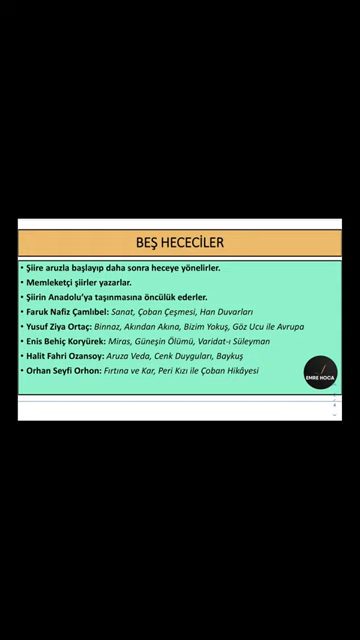 BEŞ HECECİLER
• Şiire aruzla başlayıp daha sonra heceye yönelirler.
• Memleketçi şiirler yazarlar.
• Şiirin Anadolu'ya taşınmasına öncülük ederler.
• Faruk Nafiz Çamlıbel: Sanat, Çoban Çeşmesi, Han Duvarları
• Yusuf Ziya Ortaç: Binnaz, Akından Akına, Bizim Yokuş, Göz Ucu ile Avrupa
• Enis Behiç Koryürek: Miras, Güneşin Ölümü, Varidat-ı Süleyman
• Halit Fahri Ozansoy: Aruza Veda, Cenk Duyguları, Baykuş
• Orhan Seyfi Orhon: Fırtına ve Kar, Peri Kızı ile Çoban Hikâyesi
EMRE HOCA